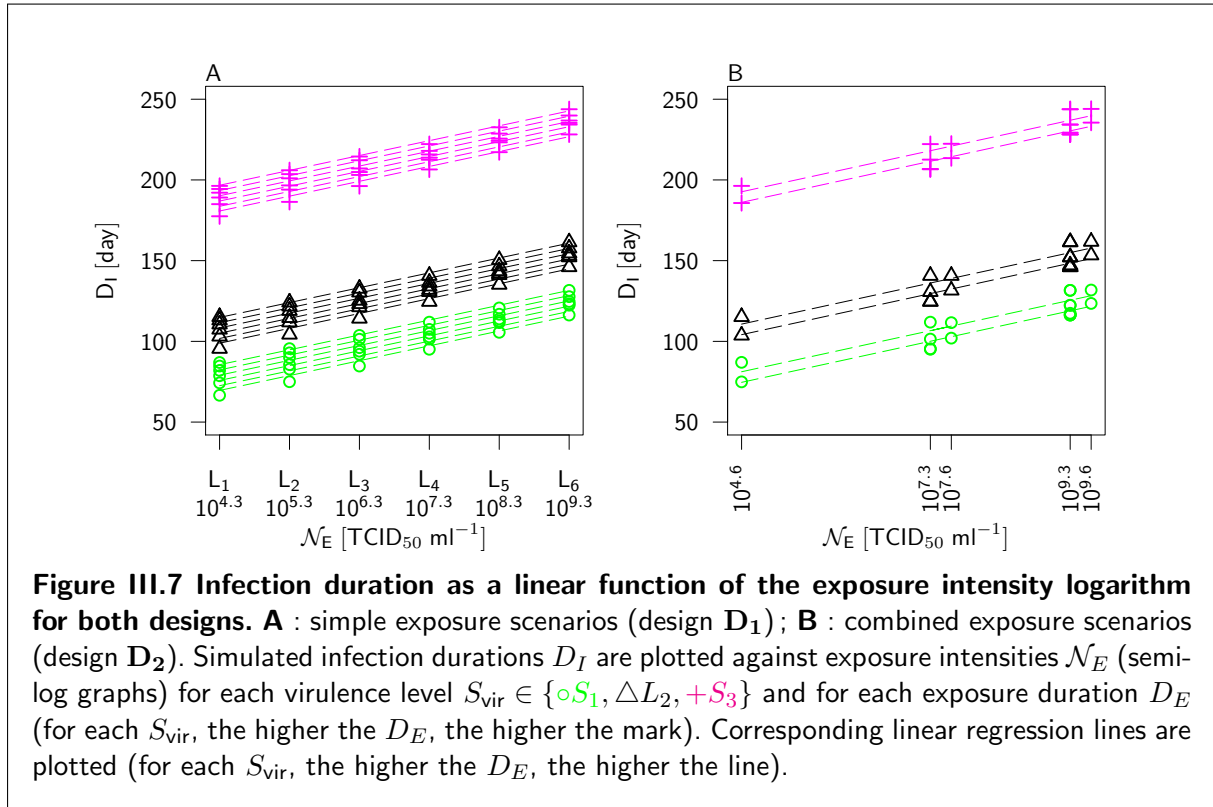 A
250
200
150
100
50
D_I [day]
L₁ L₂ L₃ L₄ L₅ L₆
10^4.3 10^5.3 10^6.3 10^7.3 10^8.3 10^9.3
𝒩_E [TCID₅₀ ml⁻¹]
B
250
200
150
100
50
D_I [day]
10^4.6 10^7.3 10^7.6 10^9.3 10^9.6
𝒩_E [TCID₅₀ ml⁻¹]
Figure III.7 Infection duration as a linear function of the exposure intensity logarithm
for both designs. A : simple exposure scenarios (design D₁) ; B : combined exposure scenarios
(design D₂). Simulated infection durations D_I are plotted against exposure intensities 𝒩_E (semi-
log graphs) for each virulence level S_vir ∈ {∘S₁, △L₂, +S₃} and for each exposure duration D_E
(for each S_vir, the higher the D_E, the higher the mark). Corresponding linear regression lines are
plotted (for each S_vir, the higher the D_E, the higher the line).